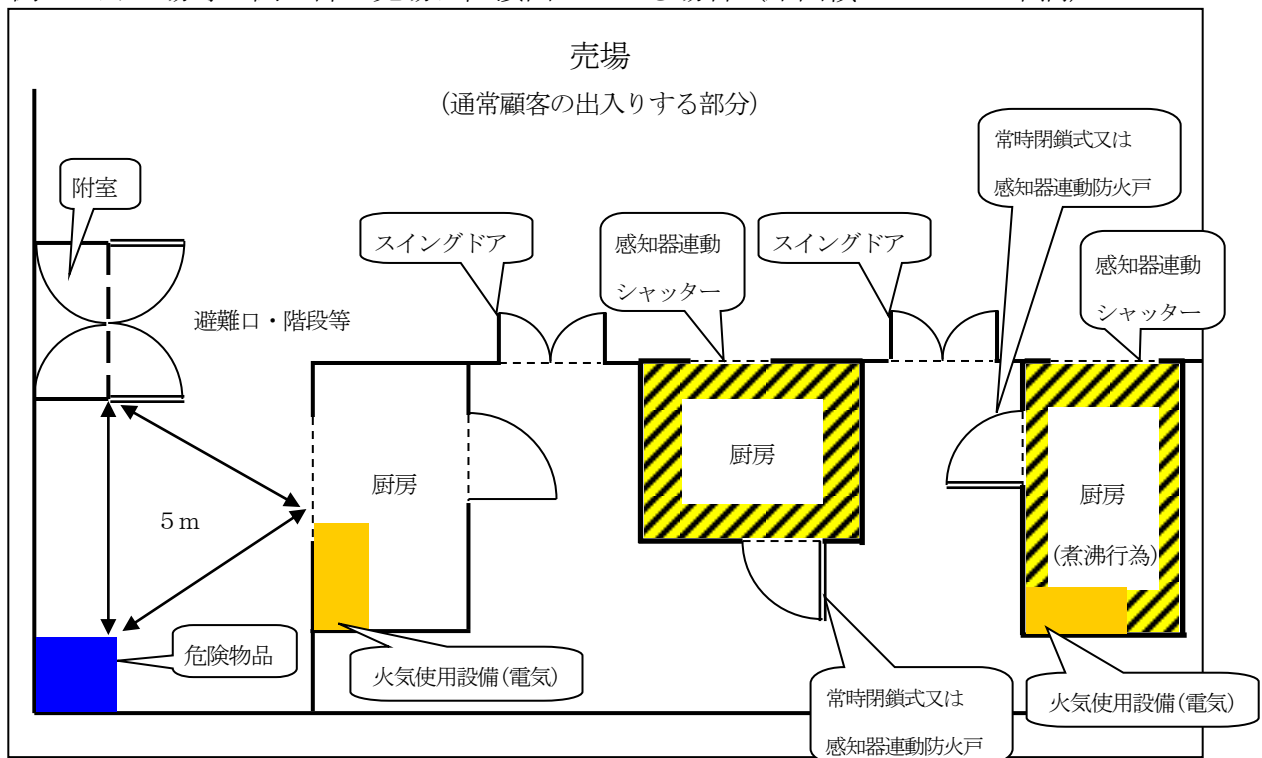 売場
(通常顧客の出入りする部分)
常時閉鎖式又は
感知器連動防火戸
附室
スイングドア
感知器連動
シャッター
スイングドア
感知器連動
シャッター
避難口・階段等
厨房
厨房
厨房
(煮沸行為)
5m
危険物品
火気使用設備(電気)
常時閉鎖式又は
感知器連動防火戸
火気使用設備(電気)